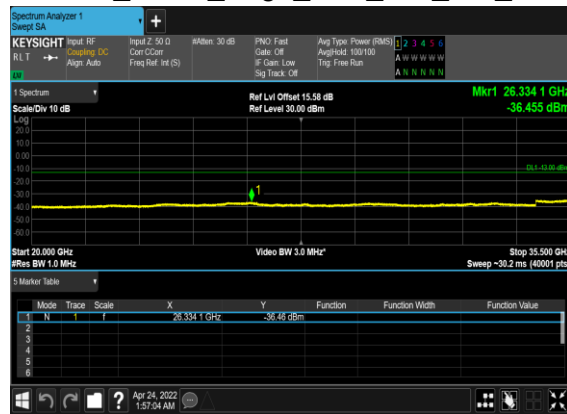 Spectrum Analyzer 1
Swept SA
+
KEYSIGHT Input: RF Input Z: 50 Ω #Atten: 30 dB PNO: Fast Avg Type: Power (RMS) 1 2 3 4 5 6
RLT Coupling: DC Corr CCorr Gate: Off Avg|Hold: 100/100 A W W W W W
Align: Auto Freq Ref: Int (S) IF Gain: Low Trig: Free Run
Sig Track: Off A N N N N N
1 Spectrum
Ref Lvl Offset 15.58 dB Mkr1 26.334 1 GHz
Scale/Div 10 dB Ref Level 30.00 dBm -36.455 dBm
Log
20.0
10.0
0.00
-10.0
DL1 -13.00 dBm
-20.0
1
-30.0
-40.0
-50.0
-60.0
Start 20.000 GHz Video BW 3.0 MHz* Stop 35.500 GHz
#Res BW 1.0 MHz Sweep ~30.2 ms (40001 pts)
5 Marker Table
Mode Trace Scale X Y Function Function Width Function Value
1 N 1 f 26.334 1 GHz -36.46 dBm
2
3
4
5
6
? Apr 24, 2022
1:57:04 AM